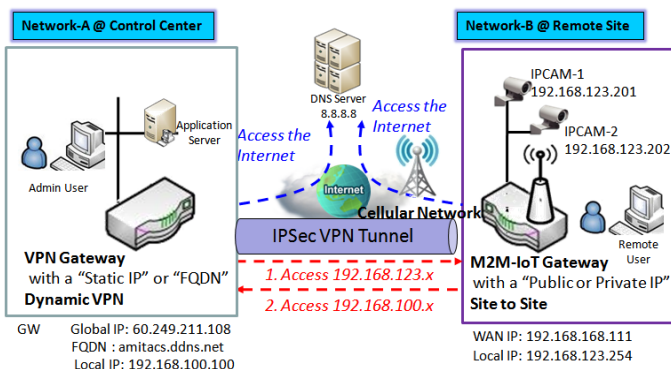 Network-A @ Control Center
Network-B @ Remote Site
DNS Server
8.8.8.8
IPCAM-1
192.168.123.201
IPCAM-2
192.168.123.202
Application
Server
Admin User
Access the
Internet
Access the
Internet
Internet
Cellular Network
IPSec VPN Tunnel
Remote
User
VPN Gateway
with a “Static IP” or “FQDN”
Dynamic VPN
1. Access 192.168.123.x
2. Access 192.168.100.x
M2M-IoT Gateway
with a “Public or Private IP”
Site to Site
GW Global IP: 60.249.211.108
FQDN : amitacs.ddns.net
Local IP: 192.168.100.100
WAN IP: 192.168.168.111
Local IP: 192.168.123.254